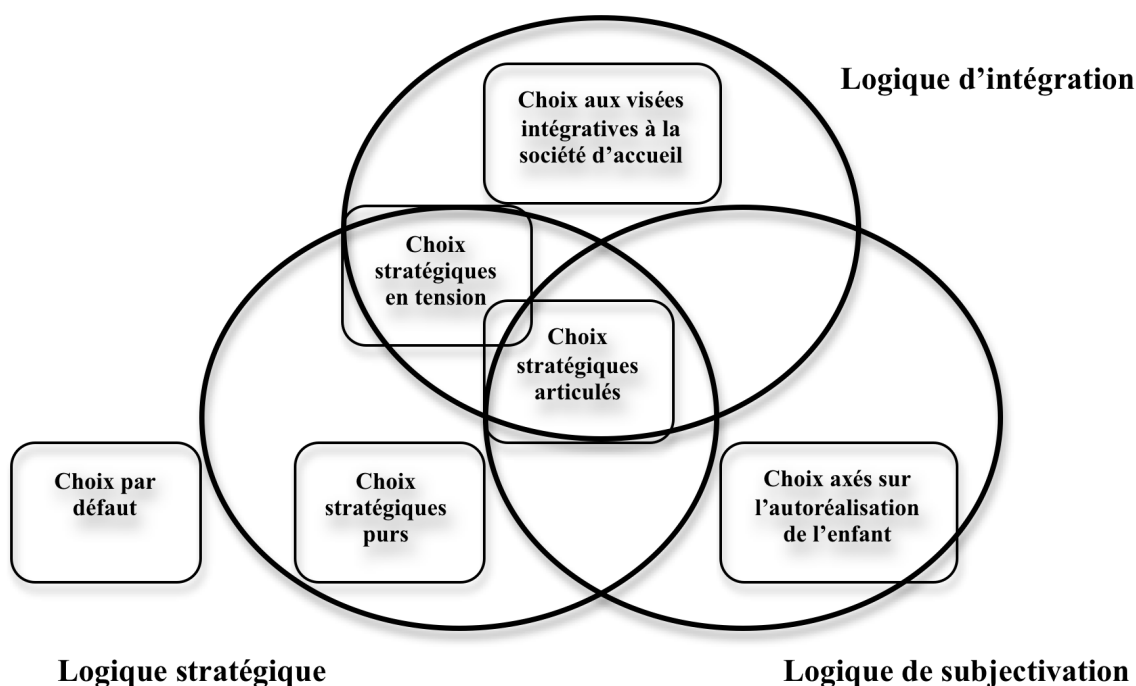 Logique d’intégration
Choix aux visées
intégratives à la
société d’accueil
Choix
stratégiques
en tension
Choix
stratégiques
articulés
Choix par
défaut
Choix
stratégiques
purs
Choix axés sur
l’autoréalisation
de l’enfant
Logique stratégique
Logique de subjectivation